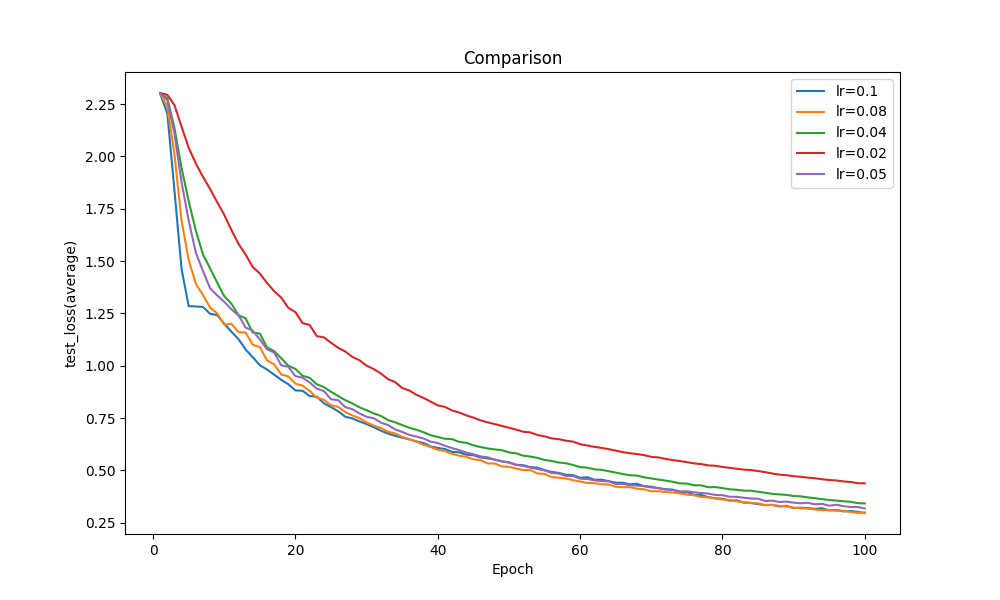 Comparison
test_loss(average)
2.25
2.00
1.75
1.50
1.25
1.00
0.75
0.50
0.25
lr=0.1
lr=0.08
lr=0.04
lr=0.02
lr=0.05
0 20 40 60 80 100
Epoch